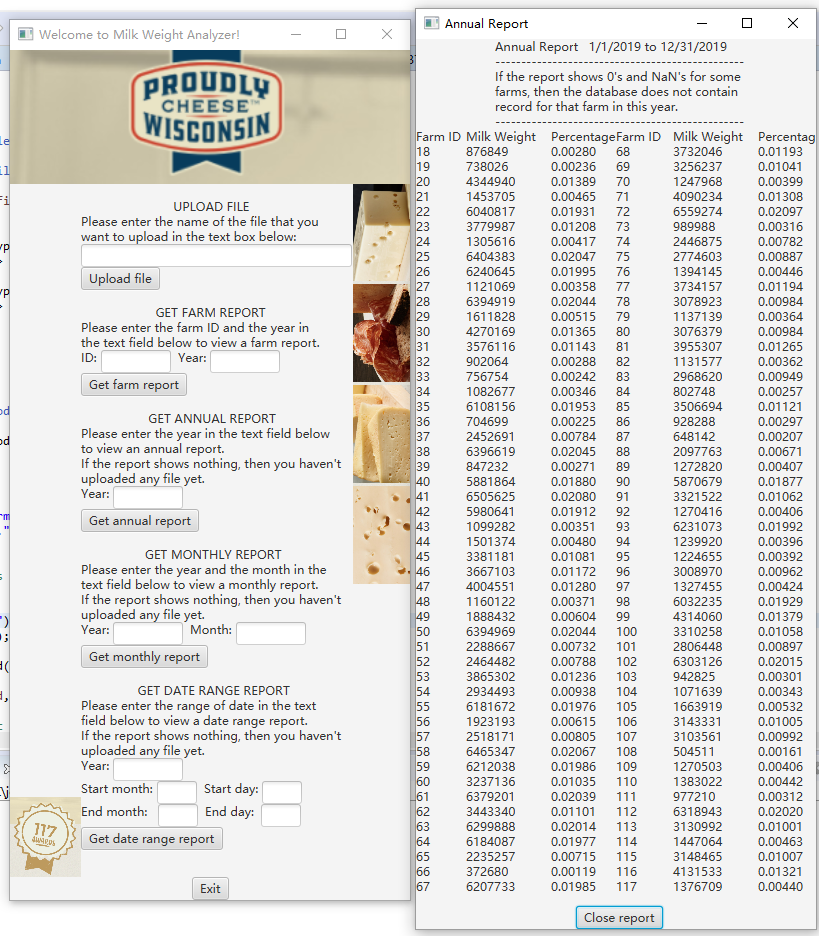 Welcome to Milk Weight Analyzer!
PROUDLY
CHEESE™
WISCONSIN
UPLOAD FILE
Please enter the name of the file that you
want to upload in the text box below:
Upload file
GET FARM REPORT
Please enter the farm ID and the year in
the text field below to view a farm report.
ID: Year:
Get farm report
GET ANNUAL REPORT
Please enter the year in the text field below
to view an annual report.
If the report shows nothing, then you haven't
uploaded any file yet.
Year:
Get annual report
GET MONTHLY REPORT
Please enter the year and the month in the
text field below to view a monthly report.
If the report shows nothing, then you haven't
uploaded any file yet.
Year: Month:
Get monthly report
GET DATE RANGE REPORT
Please enter the range of date in the text
field below to view a date range report.
If the report shows nothing, then you haven't
uploaded any file yet.
Year:
Start month: Start day:
End month: End day:
Get date range report
117
AWARDS
Exit
Annual Report
Annual Report 1/1/2019 to 12/31/2019
------------------------------------------------
If the report shows 0's and NaN's for some
farms, then the database does not contain
record for that farm in this year.
------------------------------------------------
Farm ID Milk Weight Percentage Farm ID Milk Weight Percentag
18 876849 0.00280 68 3732046 0.01193
19 738026 0.00236 69 3256237 0.01041
20 4344940 0.01389 70 1247968 0.00399
21 1453705 0.00465 71 4090234 0.01308
22 6040817 0.01931 72 6559274 0.02097
23 3779987 0.01208 73 989988 0.00316
24 1305616 0.00417 74 2446875 0.00782
25 6404383 0.02047 75 2774603 0.00887
26 6240645 0.01995 76 1394145 0.00446
27 1121069 0.00358 77 3734157 0.01194
28 6394919 0.02044 78 3078923 0.00984
29 1611828 0.00515 79 1137139 0.00364
30 4270169 0.01365 80 3076379 0.00984
31 3576116 0.01143 81 3955307 0.01265
32 902064 0.00288 82 1131577 0.00362
33 756754 0.00242 83 2968620 0.00949
34 1082677 0.00346 84 802748 0.00257
35 6108156 0.01953 85 3506694 0.01121
36 704699 0.00225 86 928288 0.00297
37 2452691 0.00784 87 648142 0.00207
38 6396619 0.02045 88 2097763 0.00671
39 847232 0.00271 89 1272820 0.00407
40 5881864 0.01880 90 5870679 0.01877
41 6505625 0.02080 91 3321522 0.01062
42 5980641 0.01912 92 1270416 0.00406
43 1099282 0.00351 93 6231073 0.01992
44 1501374 0.00480 94 1239920 0.00396
45 3381181 0.01081 95 1224655 0.00392
46 3667103 0.01172 96 3008970 0.00962
47 4004551 0.01280 97 1327455 0.00424
48 1160122 0.00371 98 6032235 0.01929
49 1888432 0.00604 99 4314060 0.01379
50 6394969 0.02044 100 3310258 0.01058
51 2288667 0.00732 101 2806448 0.00897
52 2464482 0.00788 102 6303126 0.02015
53 3865302 0.01236 103 942825 0.00301
54 2934493 0.00938 104 1071639 0.00343
55 6181672 0.01976 105 1663919 0.00532
56 1923193 0.00615 106 3143331 0.01005
57 2518171 0.00805 107 3103561 0.00992
58 6465347 0.02067 108 504511 0.00161
59 6212038 0.01986 109 1270503 0.00406
60 3237136 0.01035 110 1383022 0.00442
61 6379201 0.02039 111 977210 0.00312
62 3443340 0.01101 112 6318943 0.02020
63 6299888 0.02014 113 3130992 0.01001
64 6184087 0.01977 114 1447064 0.00463
65 2235257 0.00715 115 3148465 0.01007
66 372680 0.00119 116 4131533 0.01321
67 6207733 0.01985 117 1376709 0.00440
Close report